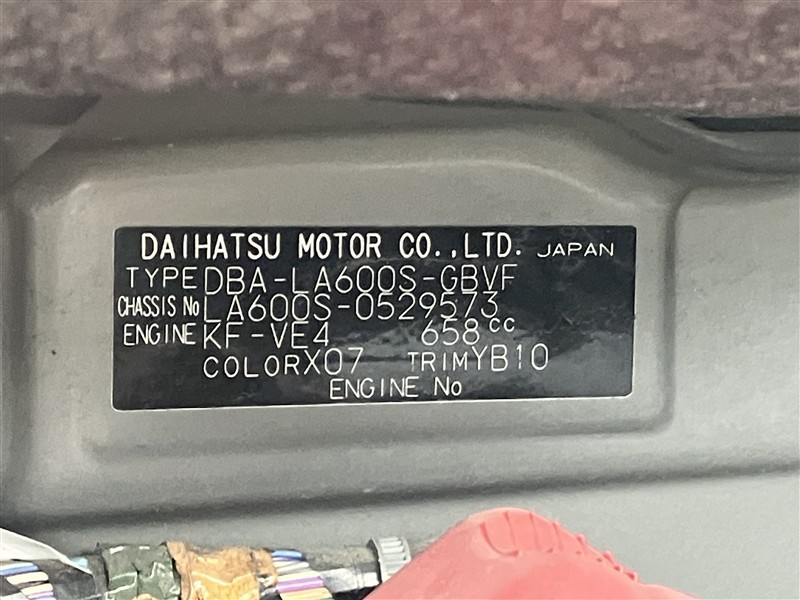 DAIHATSU MOTOR CO.,LTD. JAPAN
TYPE DBA-LA600S-GBVF
CHASSIS No LA600S-0529573
ENGINE KF-VE4 658cc
COLOR X07 TRIM YB10
ENGINE No